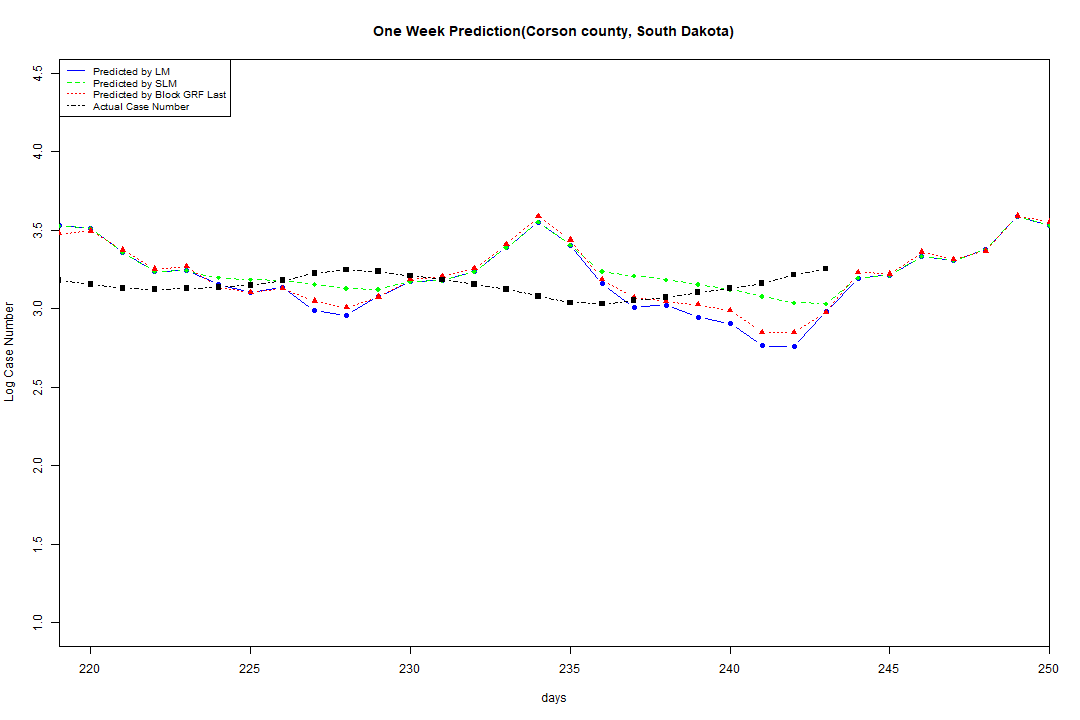 One Week Prediction(Corson county, South Dakota)
Predicted by LM
Predicted by SLM
Predicted by Block GRF Last
Actual Case Number
Log Case Number
4.5
4.0
3.5
3.0
2.5
2.0
1.5
1.0
220 225 230 235 240 245 250
days